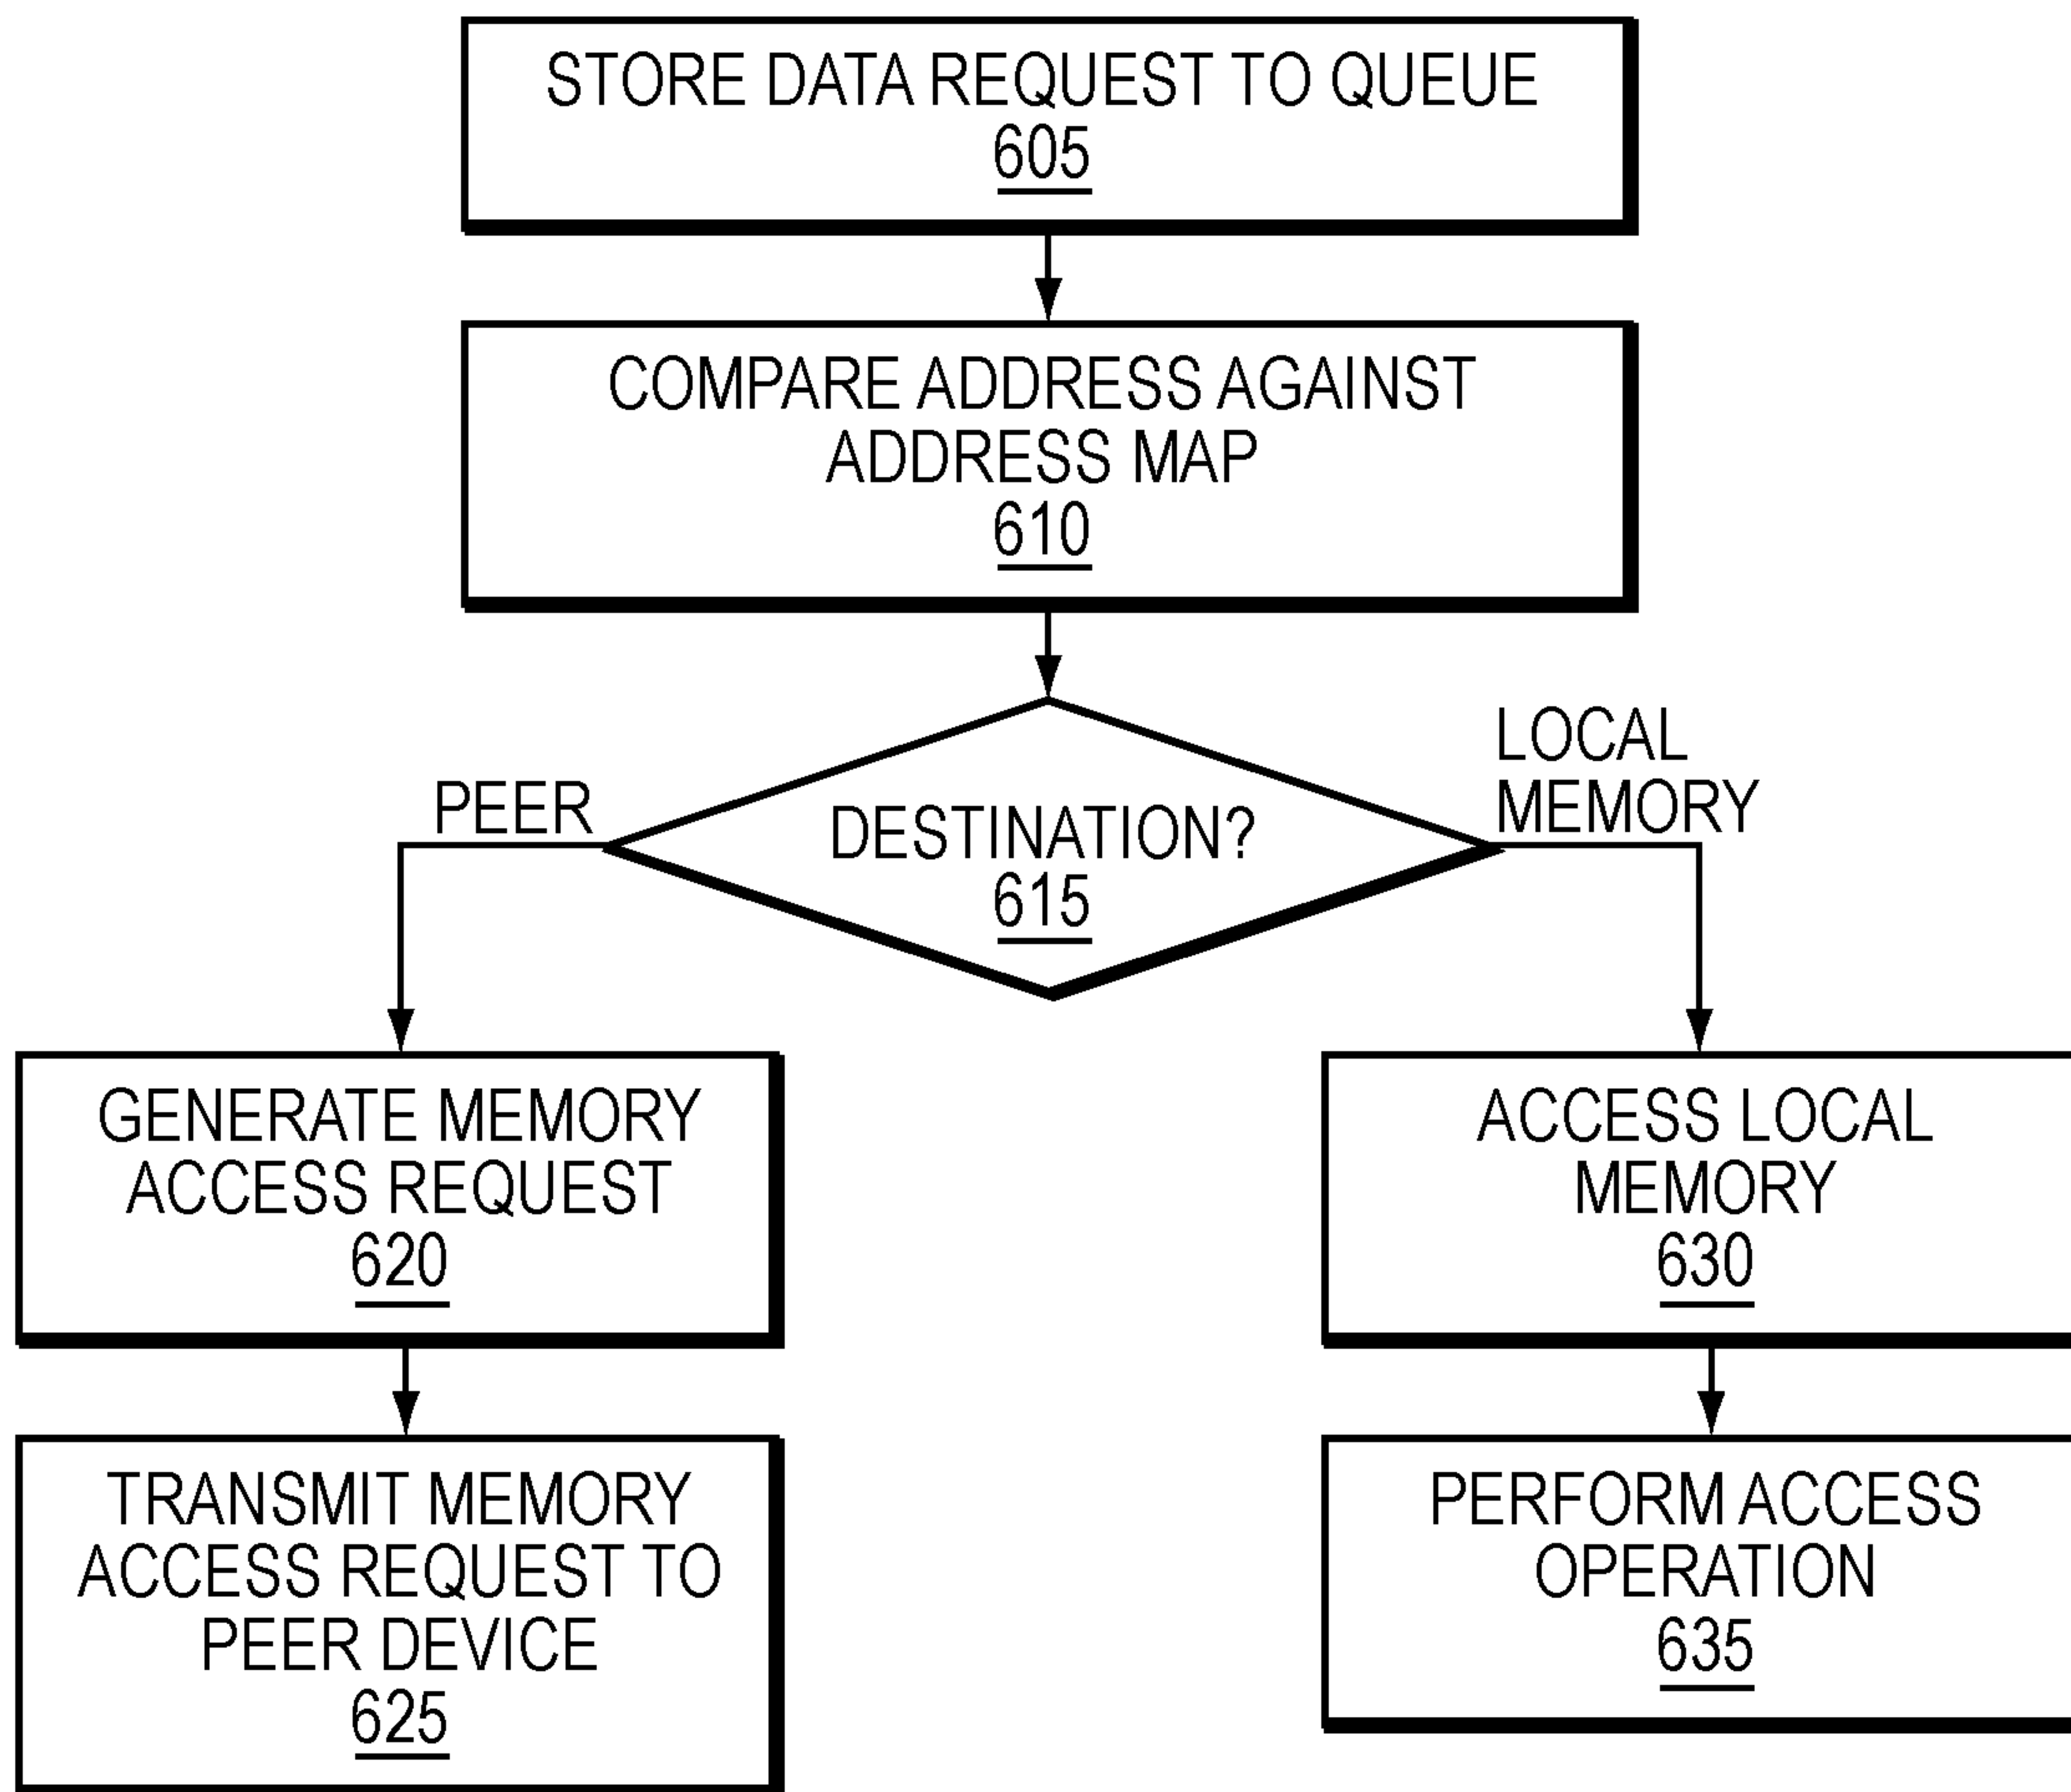 STORE DATA REQUEST TO QUEUE
605
COMPARE ADDRESS AGAINST
ADDRESS MAP
610
PEER
DESTINATION?
615
LOCAL
MEMORY
GENERATE MEMORY
ACCESS REQUEST
620
TRANSMIT MEMORY
ACCESS REQUEST TO
PEER DEVICE
625
ACCESS LOCAL
MEMORY
630
PERFORM ACCESS
OPERATION
635